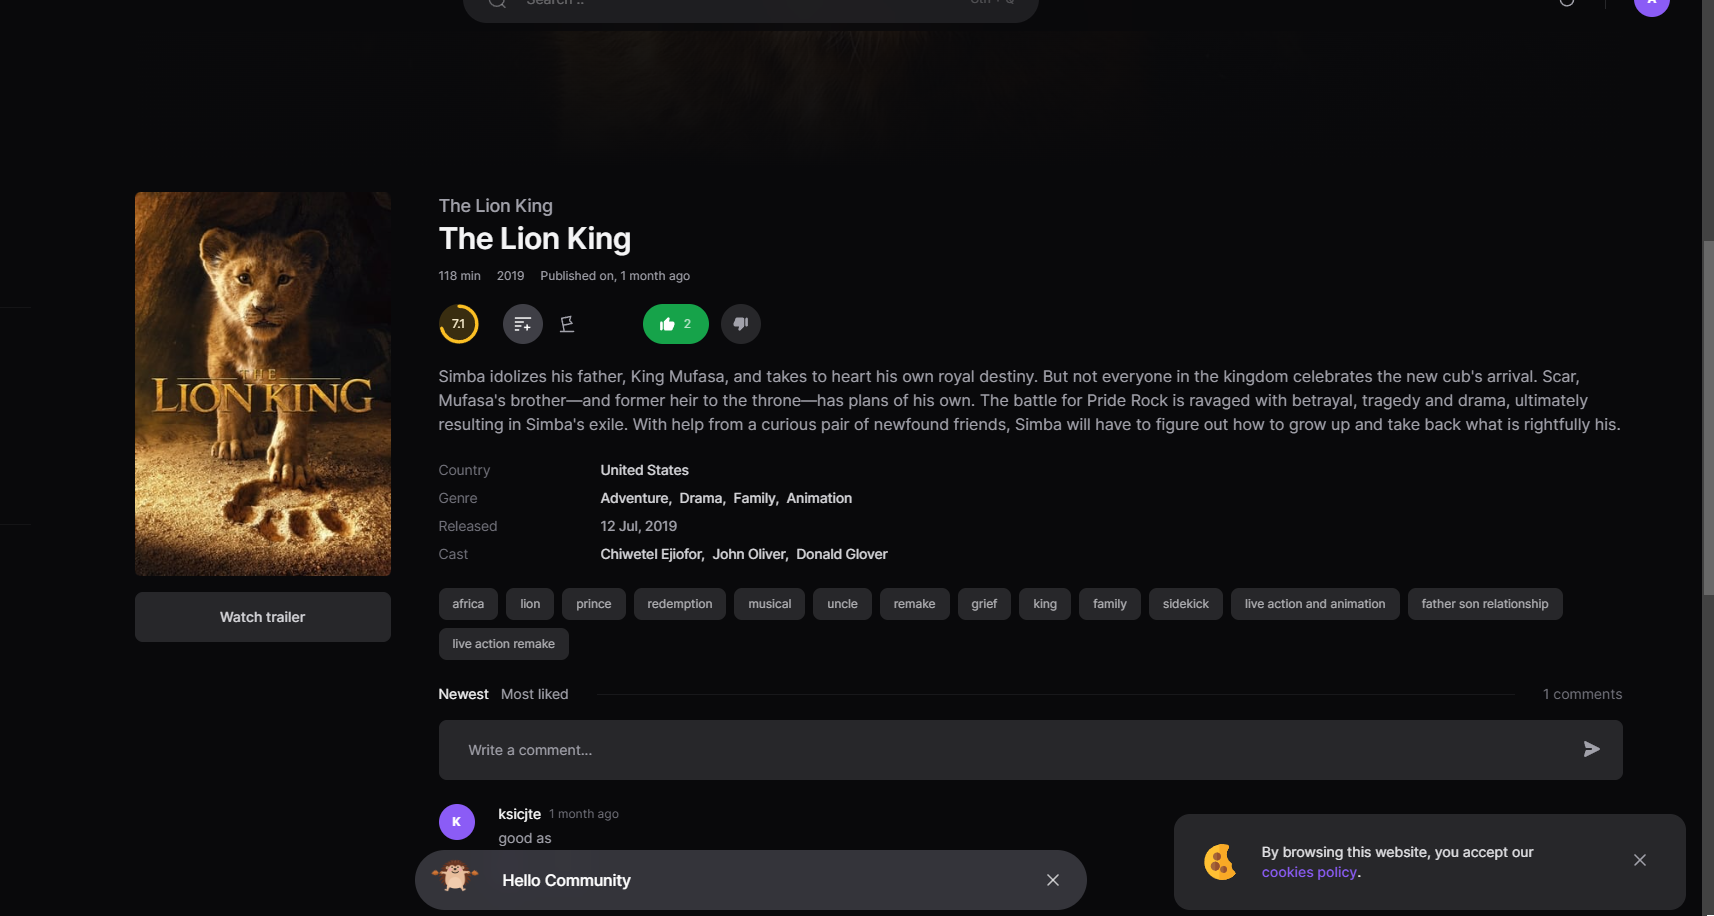 Search ..
Ctrl + Q
A
The Lion King
The Lion King
118 min 2019 Published on, 1 month ago
7.1
2
Simba idolizes his father, King Mufasa, and takes to heart his own royal destiny. But not everyone in the kingdom celebrates the new cub's arrival. Scar,
Mufasa's brother—and former heir to the throne—has plans of his own. The battle for Pride Rock is ravaged with betrayal, tragedy and drama, ultimately
resulting in Simba's exile. With help from a curious pair of newfound friends, Simba will have to figure out how to grow up and take back what is rightfully his.
THE
LION KING
Country United States
Genre Adventure, Drama, Family, Animation
Released 12 Jul, 2019
Cast Chiwetel Ejiofor, John Oliver, Donald Glover
Watch trailer
africa lion prince redemption musical uncle remake grief king family sidekick live action and animation father son relationship
live action remake
Newest Most liked 1 comments
Write a comment...
K
ksicjte 1 month ago
good as
Hello Community
By browsing this website, you accept our
cookies policy.